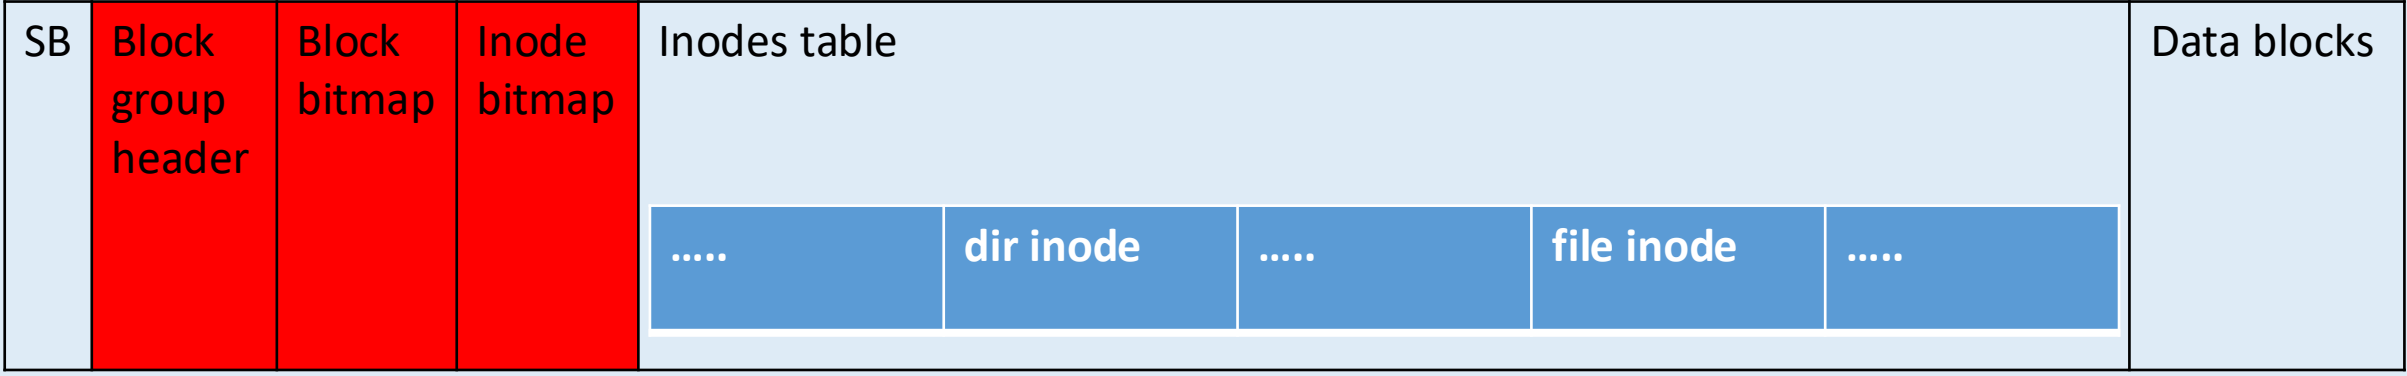 SB
Block
group
header
Block
bitmap
Inode
bitmap
Inodes table
.....
dir inode
.....
file inode
.....
Data blocks